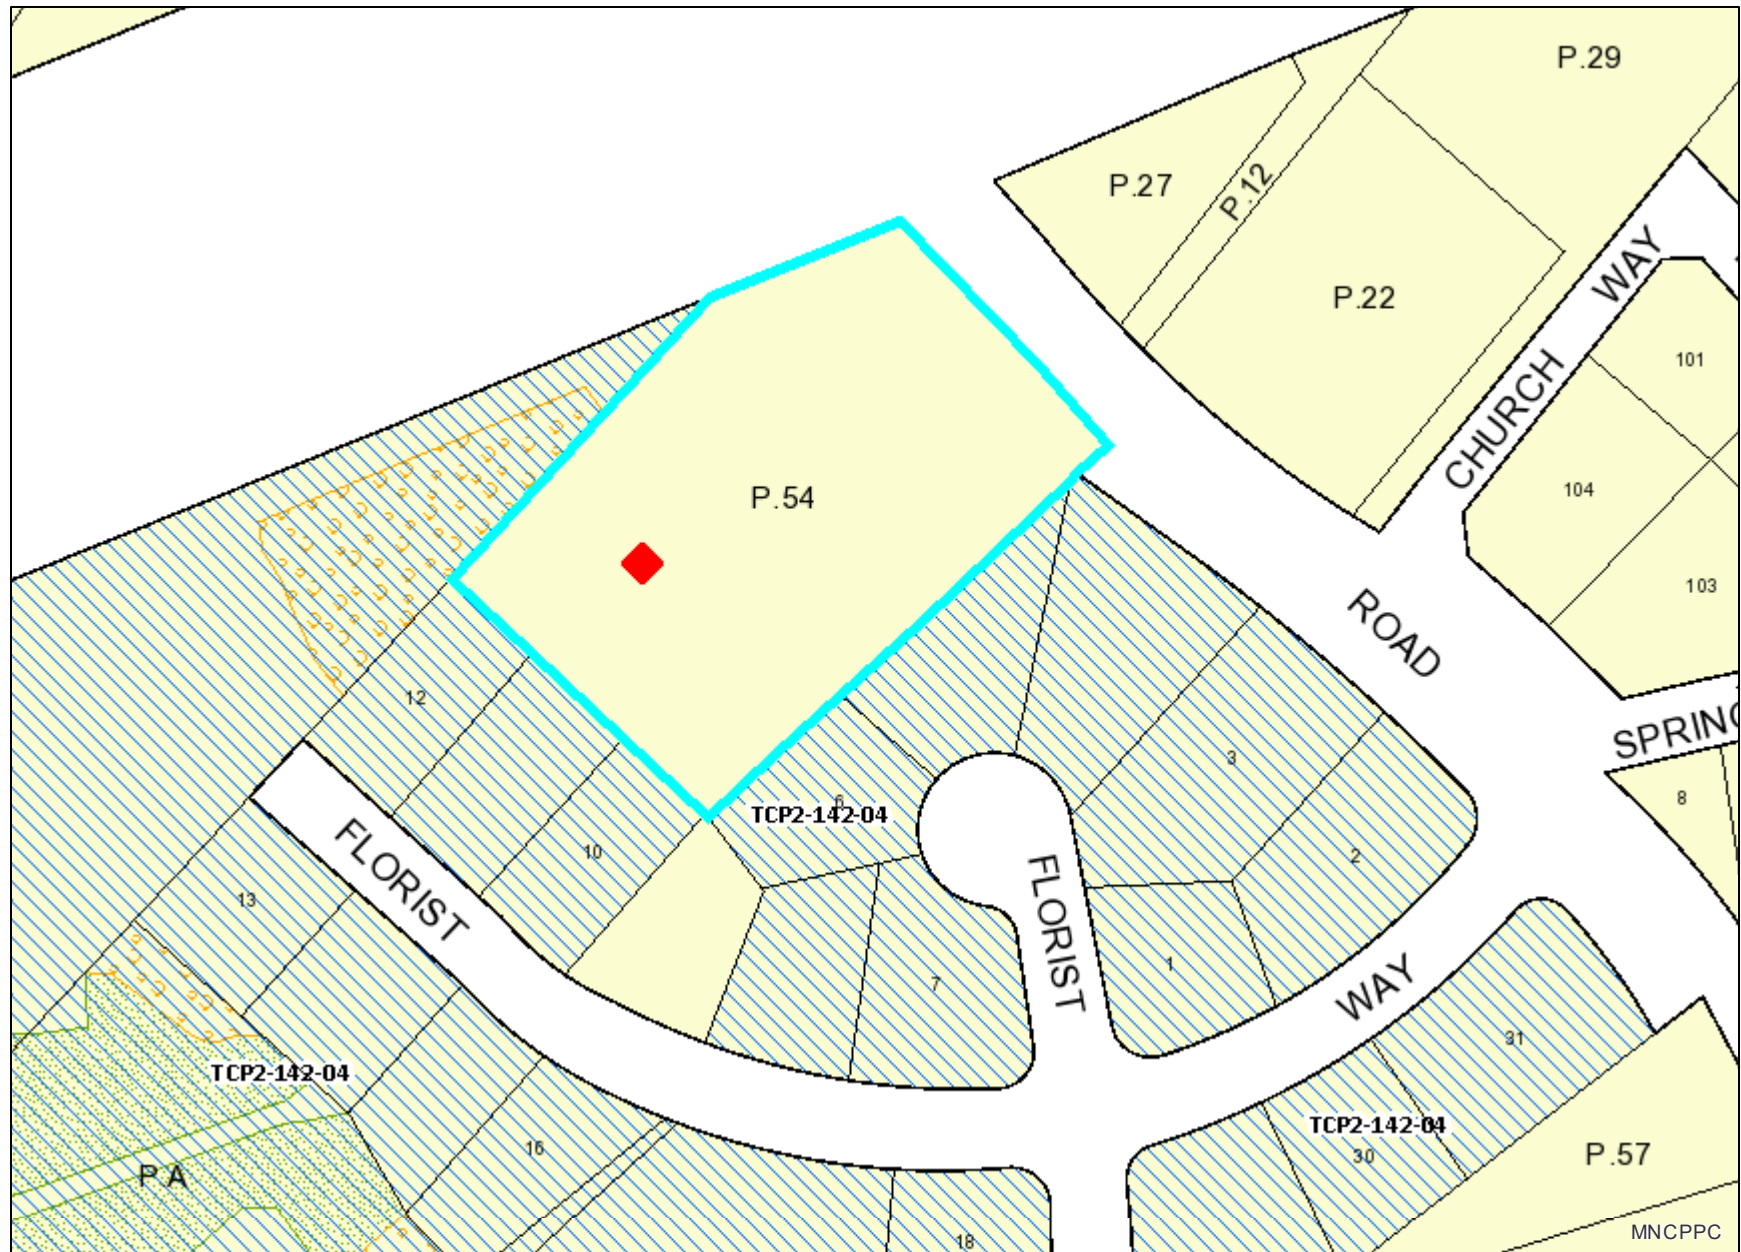 P.29
P.27
P.12
P.22
CHURCH WAY
101
104
103
P.54
ROAD
SPRING
12
3
8
6
TCP2-142-04
10
2
FLORIST
13
FLORIST
7
1
WAY
31
TCP2-142-04
TCP2-142-04
30
P.57
16
P.A
18
MNCPPC